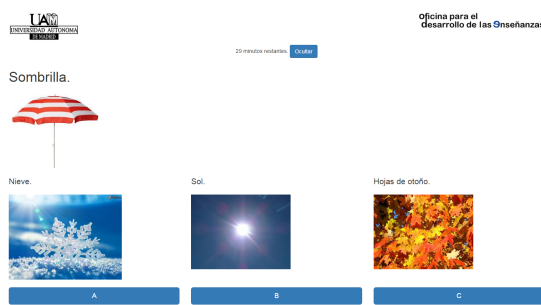 UAM
UNIVERSIDAD AUTONOMA
DE MADRID
Oficina para el
desarrollo de las Enseñanzas
29 minutos restantes.
Ocultar
Sombrilla.
Nieve.
Sol.
Hojas de otoño.
A
B
C